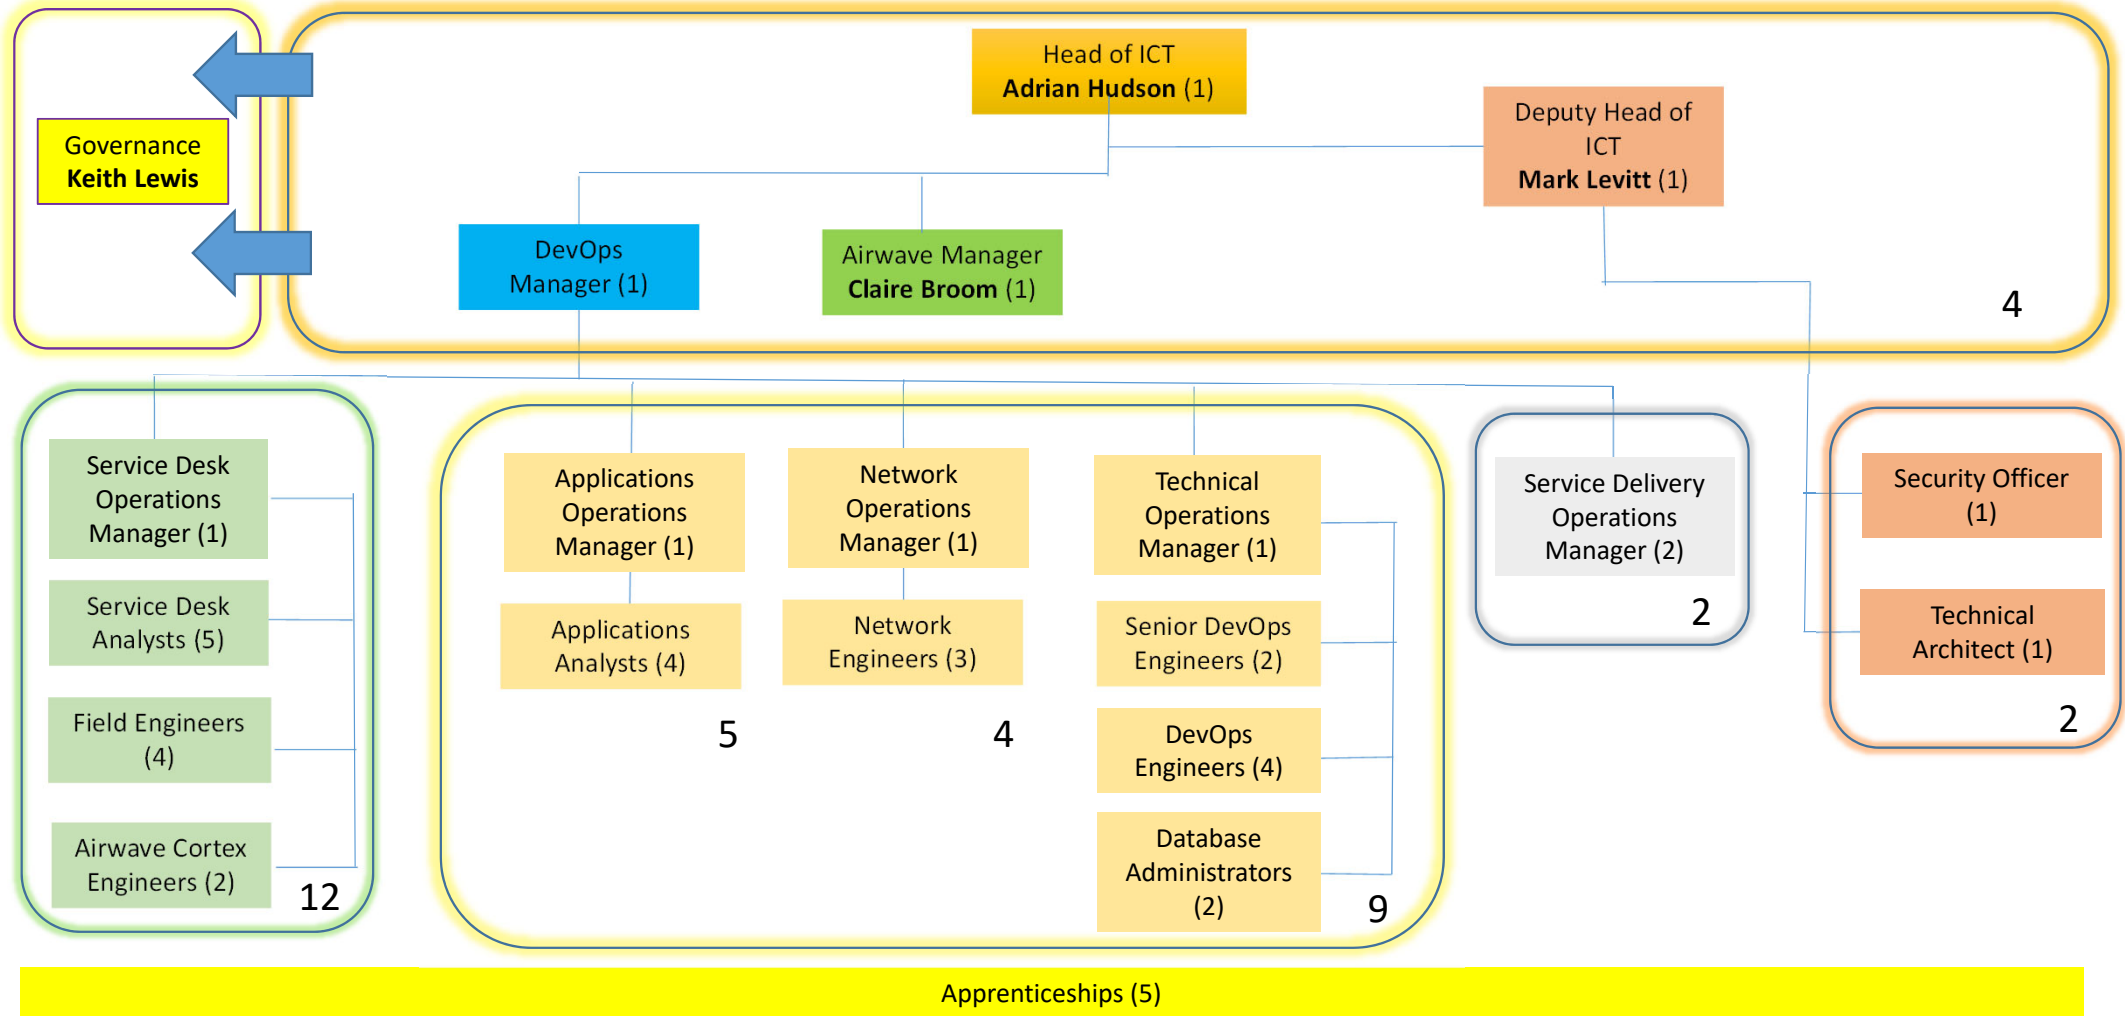 Head of ICT
Adrian Hudson (1)
Deputy Head of
ICT
Mark Levitt (1)
Governance
Keith Lewis
DevOps
Manager (1)
Airwave Manager
Claire Broom (1)
4
Service Desk
Operations
Manager (1)
Service Desk
Analysts (5)
Field Engineers
(4)
Airwave Cortex
Engineers (2)
12
Applications
Operations
Manager (1)
Applications
Analysts (4)
5
Network
Operations
Manager (1)
Network
Engineers (3)
4
Technical
Operations
Manager (1)
Senior DevOps
Engineers (2)
DevOps
Engineers (4)
Database
Administrators
(2)
9
Service Delivery
Operations
Manager (2)
2
Security Officer
(1)
Technical
Architect (1)
2
Apprenticeships (5)